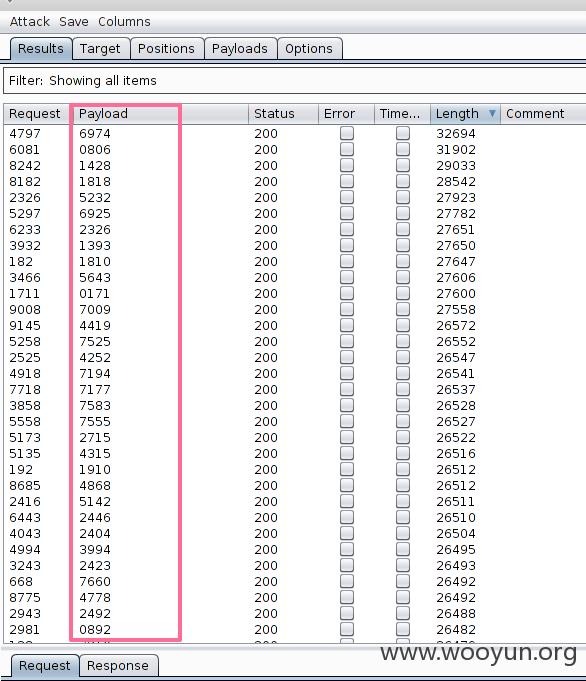 Attack Save Columns
Results Target Positions Payloads Options
Filter: Showing all items
Request Payload Status Error Time... Length Comment
4797 6974 200 32694
6081 0806 200 31902
8242 1428 200 29033
8182 1818 200 28542
2326 5232 200 27923
5297 6925 200 27782
6233 2326 200 27651
3932 1393 200 27650
182 1810 200 27647
3466 5643 200 27606
1711 0171 200 27600
9008 7009 200 27558
9145 4419 200 26572
5258 7525 200 26552
2525 4252 200 26547
4918 7194 200 26541
7718 7177 200 26537
3858 7583 200 26528
5558 7555 200 26527
5173 2715 200 26522
5135 4315 200 26516
192 1910 200 26512
8685 4868 200 26512
2416 5142 200 26511
6443 2446 200 26510
4043 2404 200 26504
4994 3994 200 26495
3243 2423 200 26493
668 7660 200 26492
8775 4778 200 26492
2943 2492 200 26488
2981 0892 200 26482
www.wooyun.org
Request Response